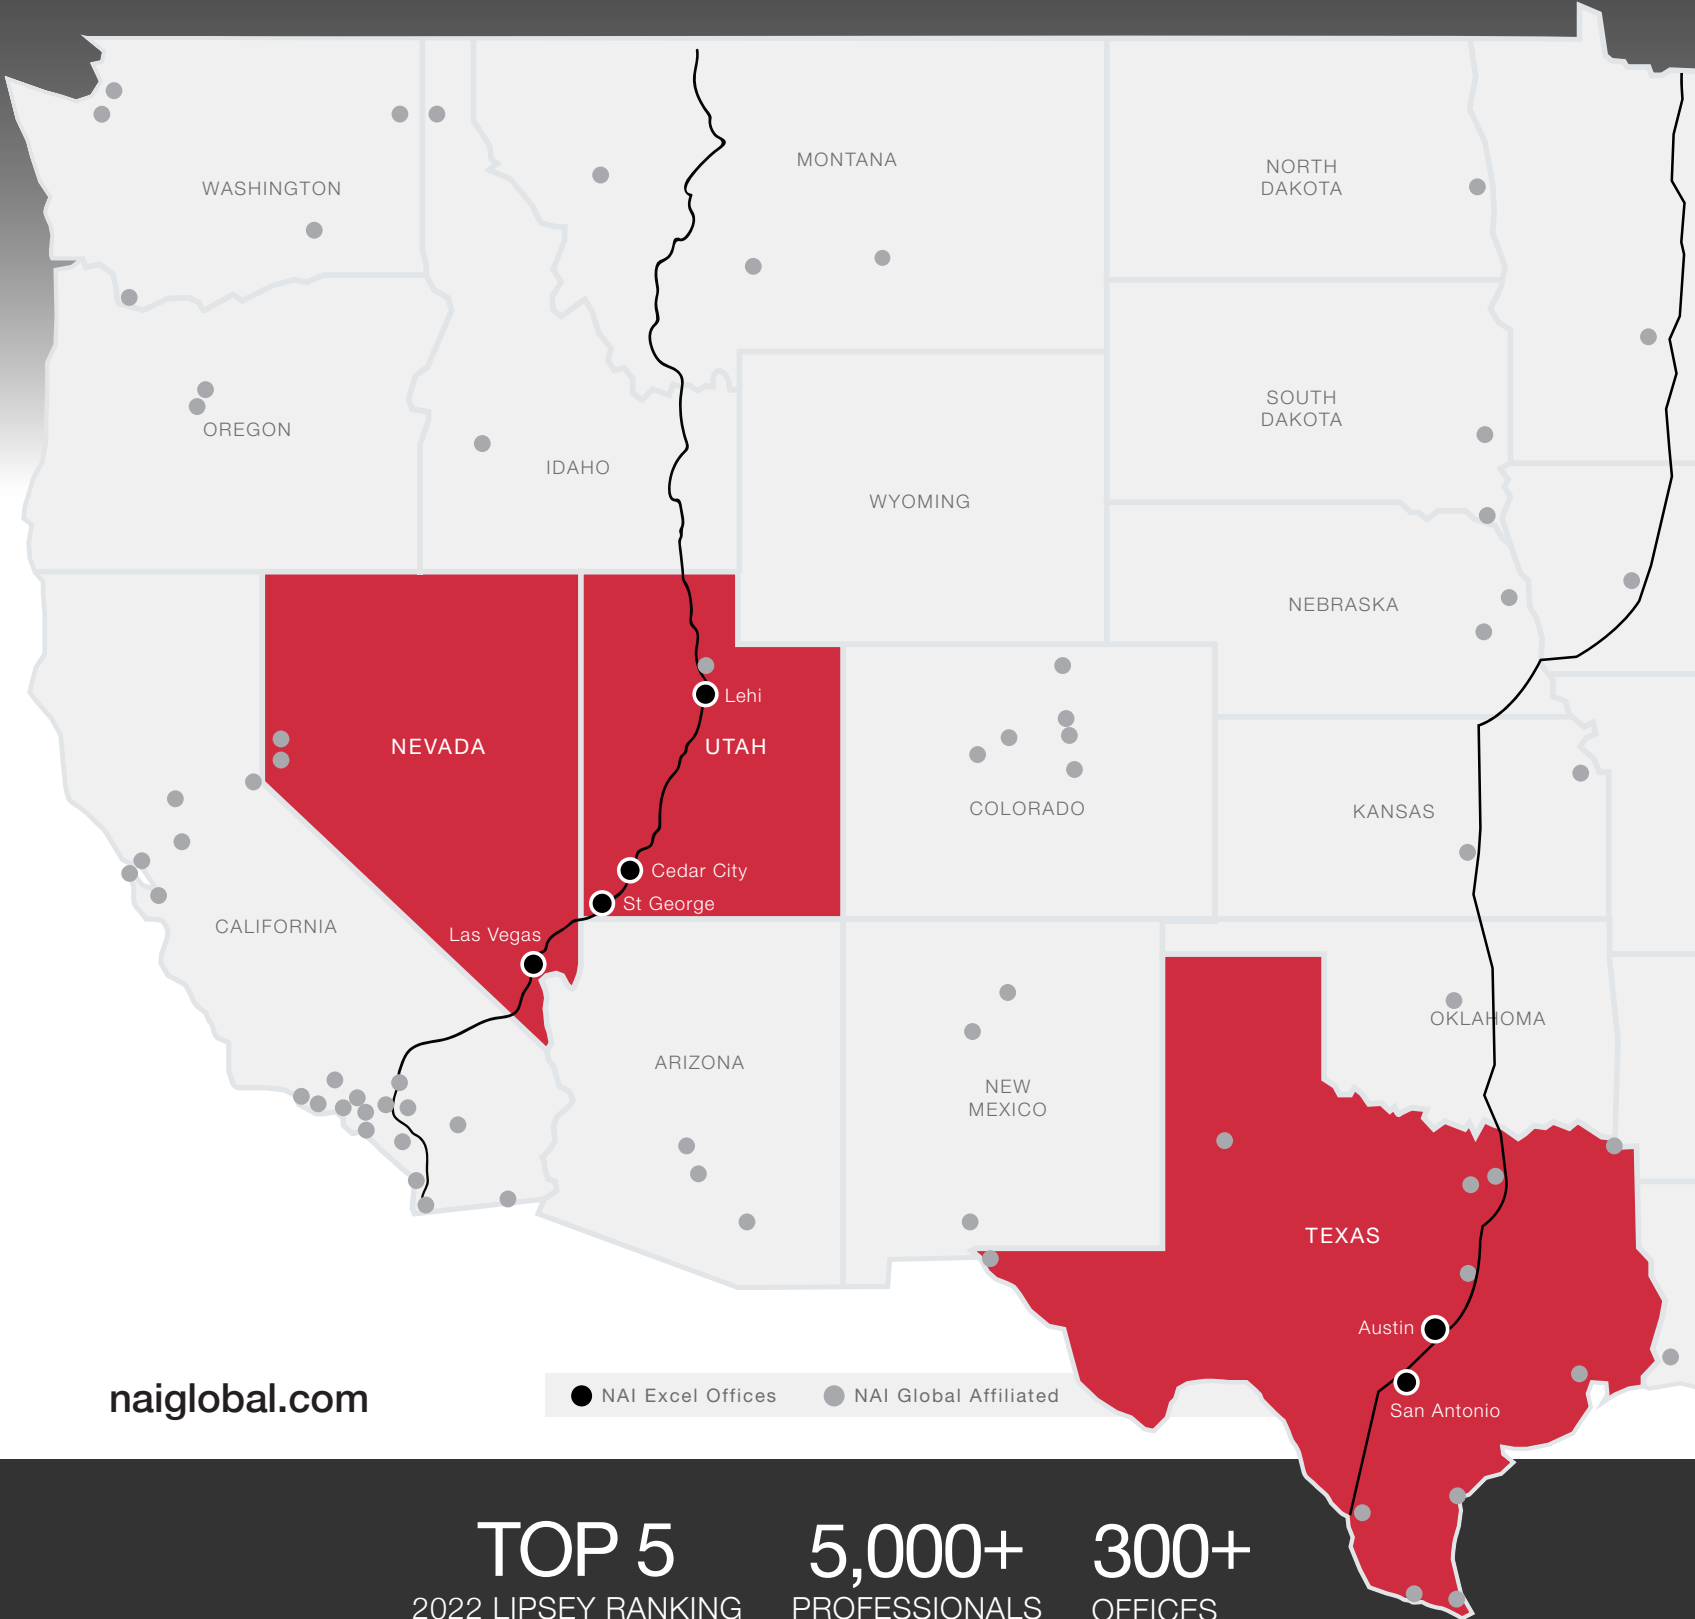 MONTANA
NORTH
DAKOTA
WASHINGTON
SOUTH
DAKOTA
OREGON
IDAHO
WYOMING
NEBRASKA
Lehi
NEVADA
UTAH
COLORADO
KANSAS
Cedar City
St George
CALIFORNIA
Las Vegas
OKLAHOMA
ARIZONA
NEW
MEXICO
TEXAS
Austin
San Antonio
naiglobal.com
NAI Excel Offices
NAI Global Affiliated
TOP 5
2022 LIPSEY RANKING
5,000+
PROFESSIONALS
300+
OFFICES